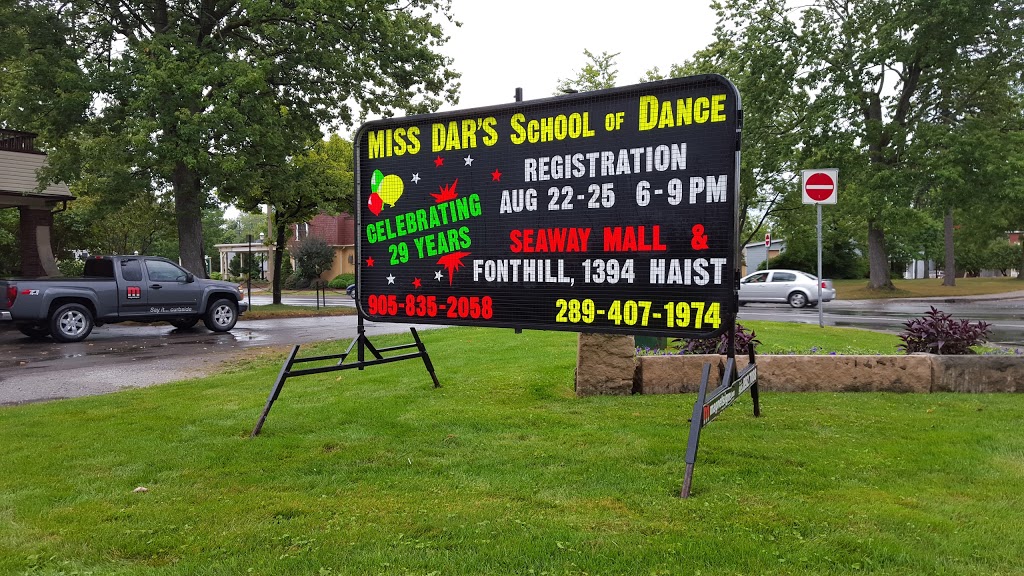 MISS DAR'S SCHOOL OF DANCE
REGISTRATION
AUG 22-25 6-9 PM
CELEBRATING
29 YEARS
SEAWAY MALL &
FONTHILL, 1394 HAIST
905-835-2058
289-407-1974